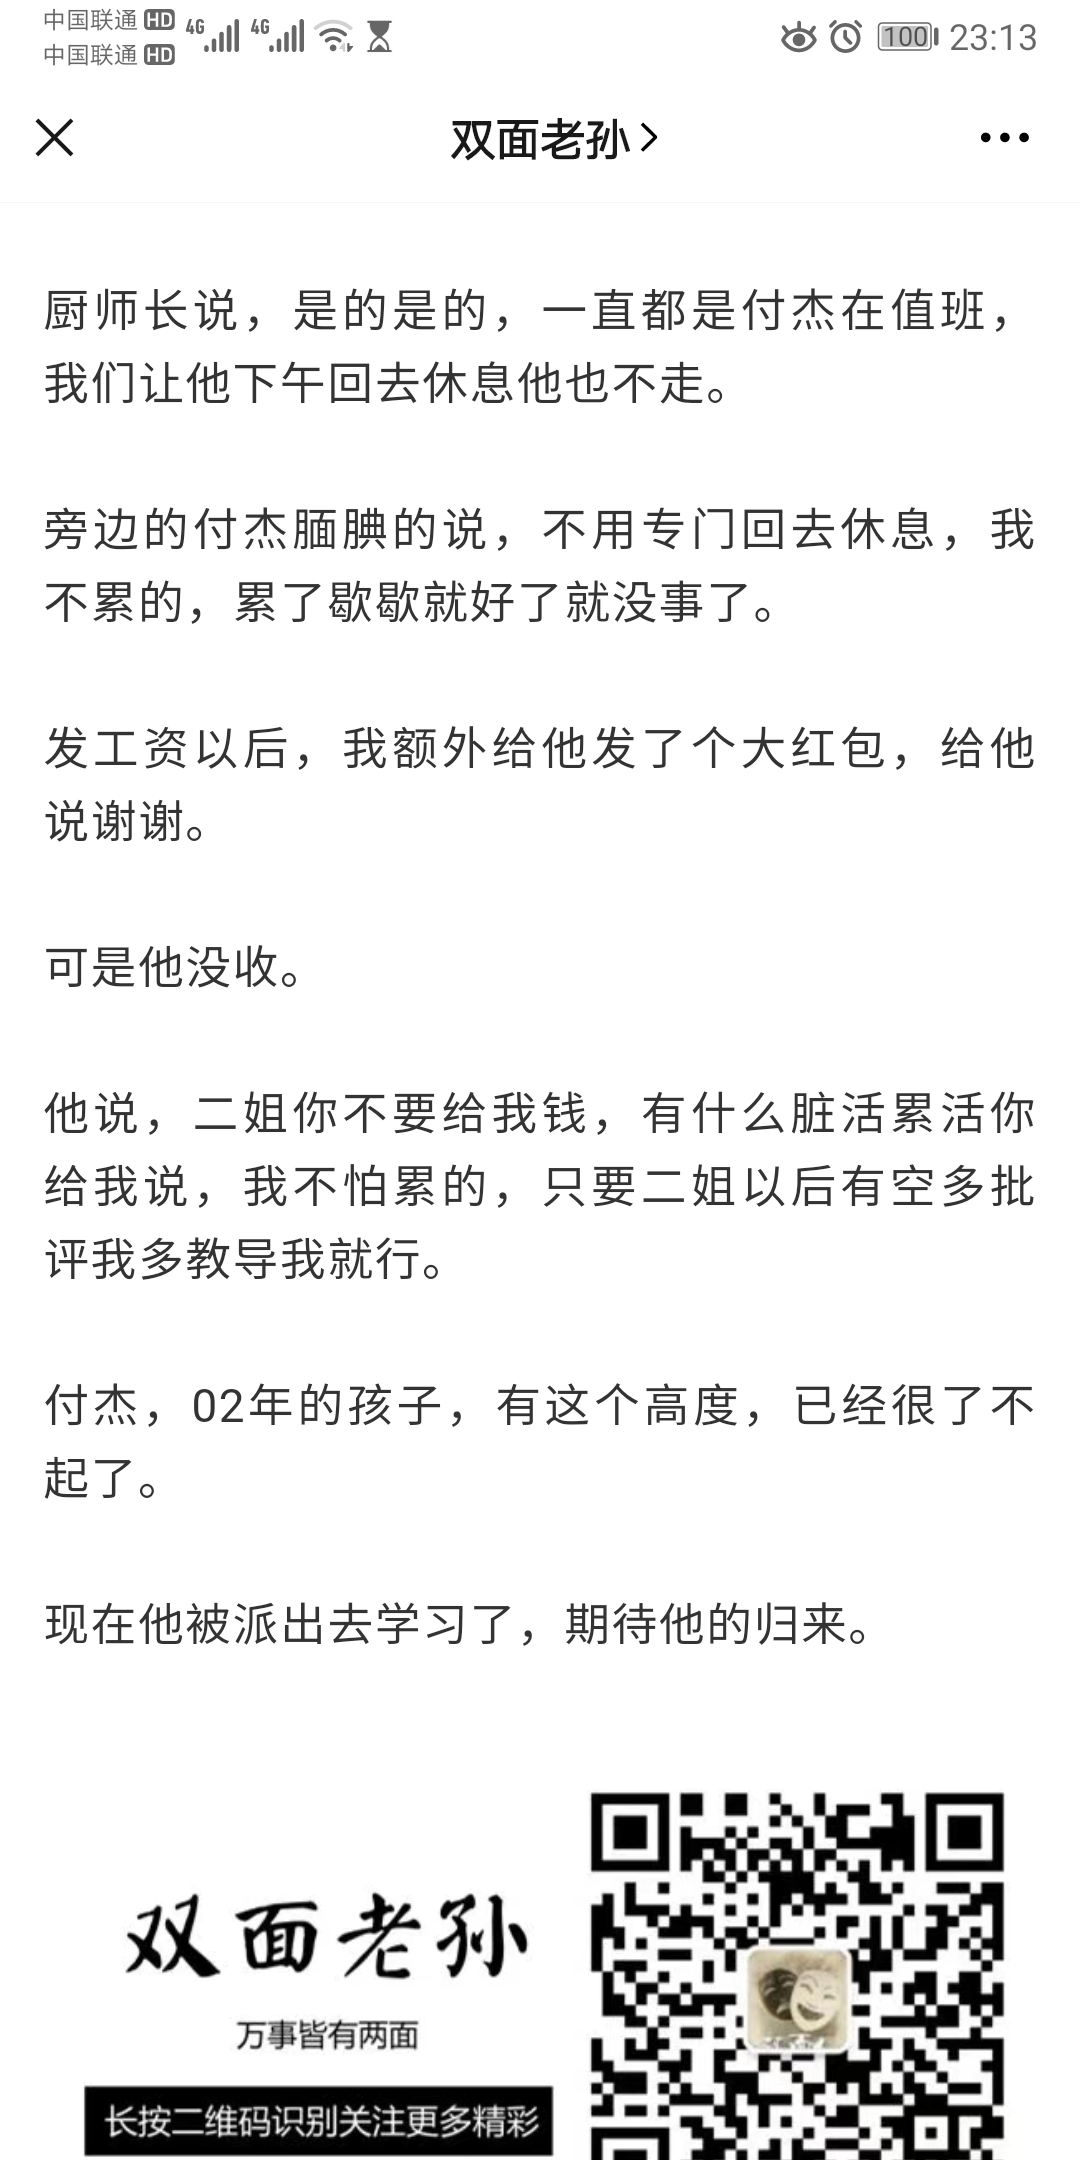 中国联通 HD 4G 4G 100 23:13
中国联通 HD
双面老孙
厨师长说，是的是的，一直都是付杰在值班，
我们让他下午回去休息他也不走。
旁边的付杰腼腆的说，不用专门回去休息，我
不累的，累了歇歇就好了就没事了。
发工资以后，我额外给他发了个大红包，给他
说谢谢。
可是他没收。
他说，二姐你不要给我钱，有什么脏活累活你
给我说，我不怕累的，只要二姐以后有空多批
评我多教导我就行。
付杰，02年的孩子，有这个高度，已经很了不
起了。
现在他被派出去学习了，期待他的归来。
双面老孙
万事皆有两面
长按二维码识别关注更多精彩